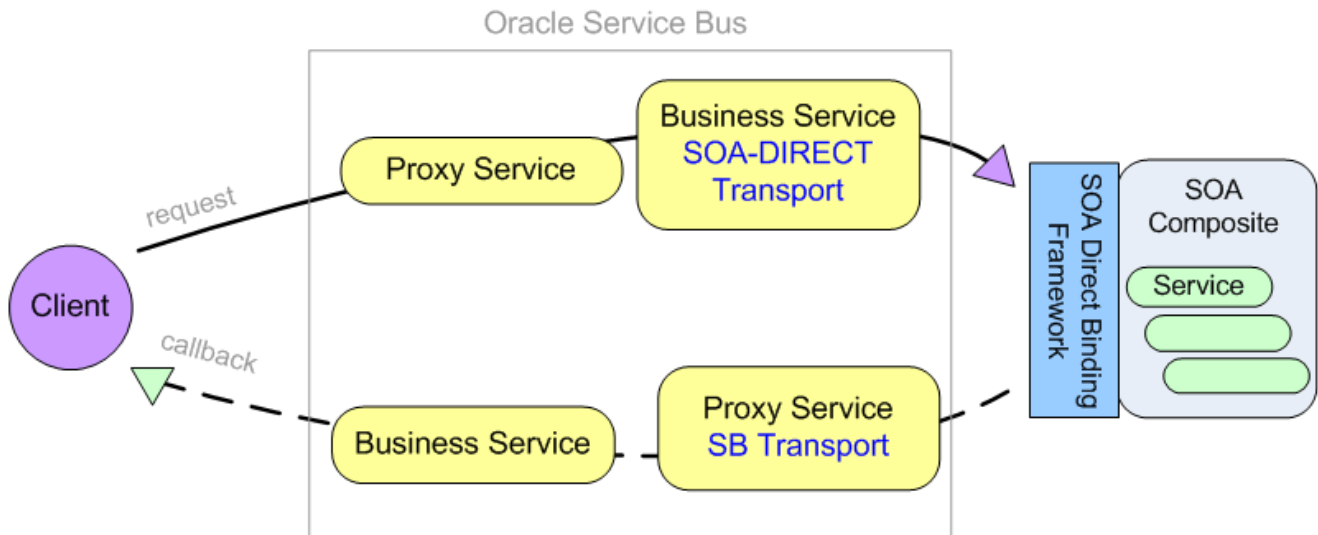 Oracle Service Bus
Business Service
SOA-DIRECT
Transport
Proxy Service
request
Client
callback
Business Service
Proxy Service
SB Transport
SOA Direct Binding
Framework
SOA
Composite
Service